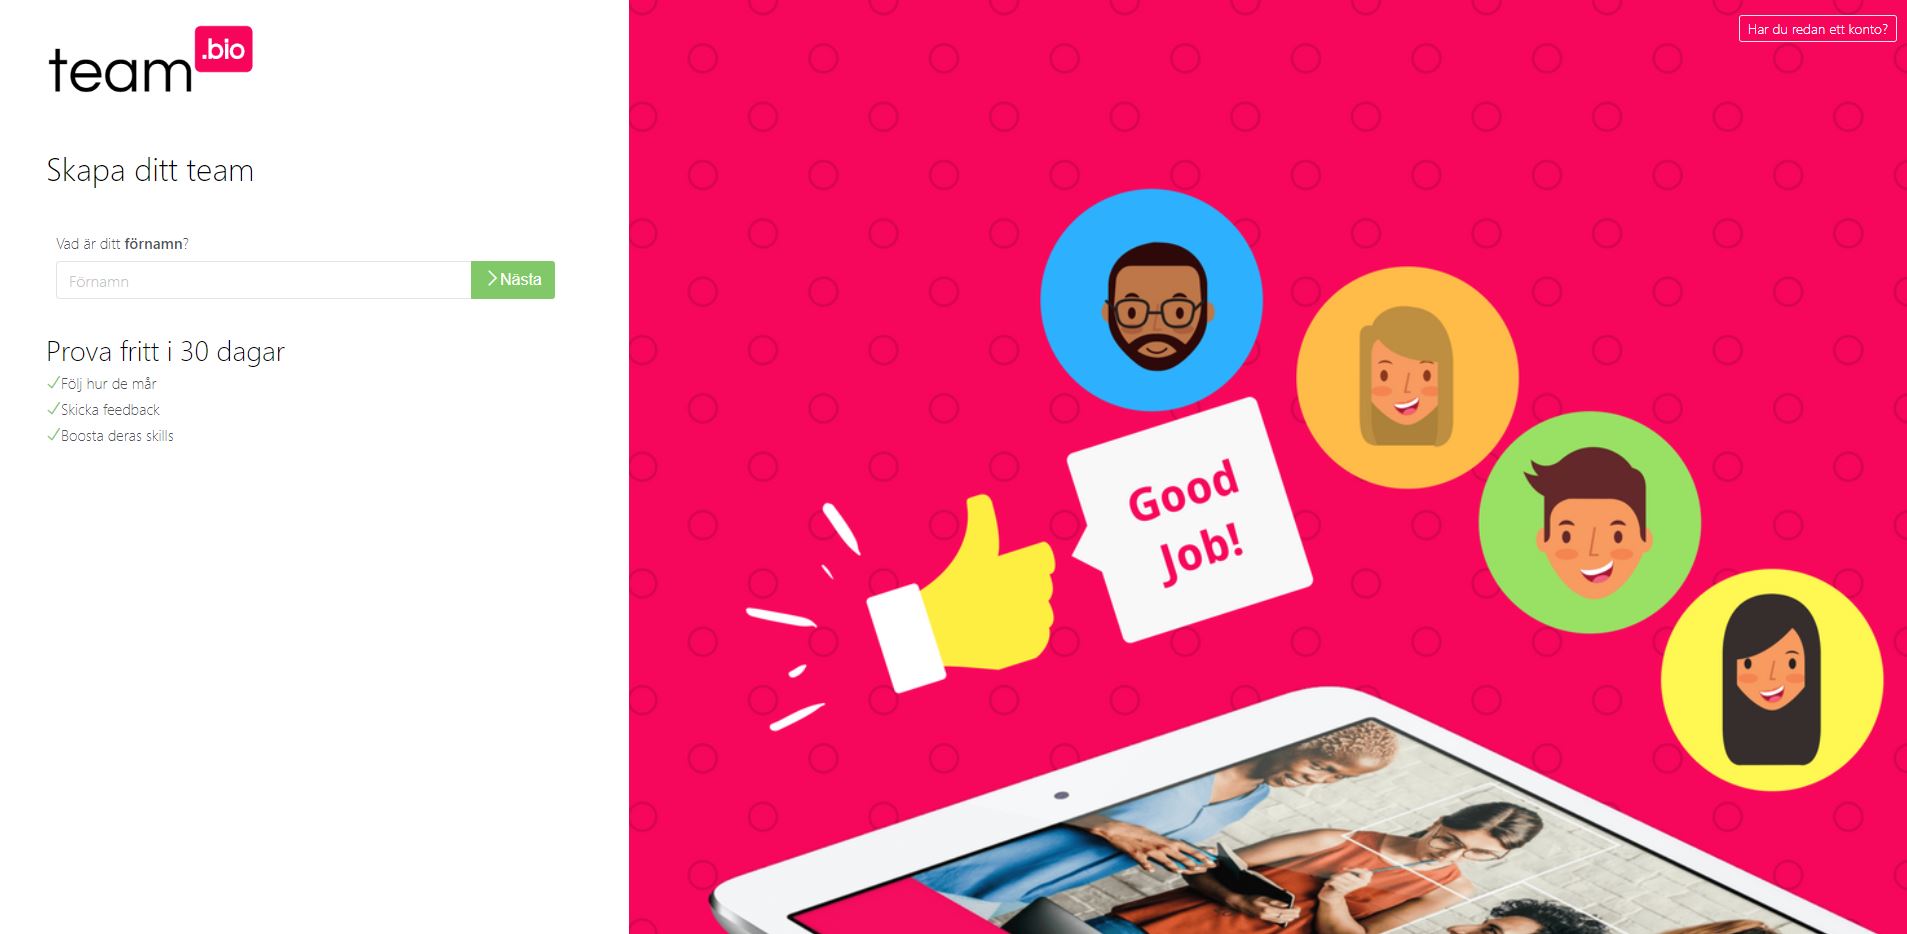 team.bio
Har du redan ett konto?
Skapa ditt team
Vad är ditt förnamn?
Förnamn
Nästa
Prova fritt i 30 dagar
Följ hur de mår
Skicka feedback
Boosta deras skills
Good
Job!